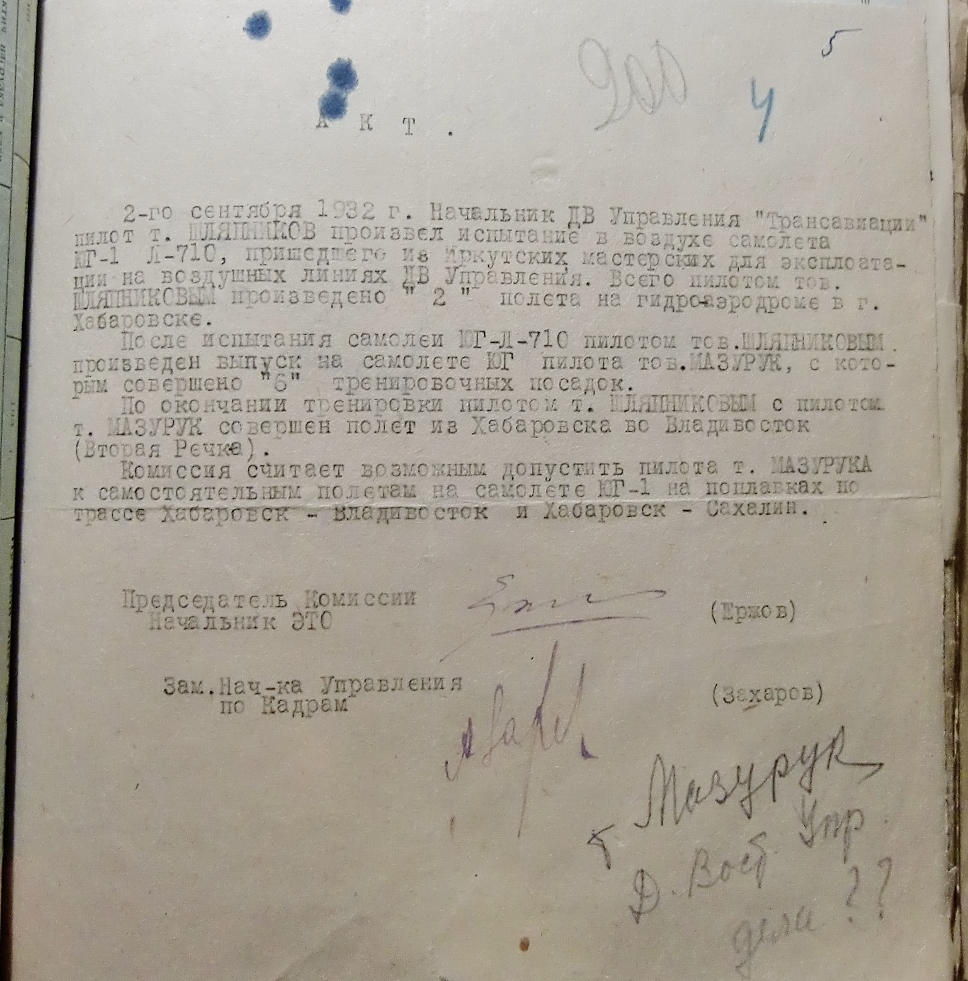 5
200
4
А К Т .
2-го сентября 1932 г. Начальник ДВ Управления "Трансавиации"
пилот т. ШЛЯПНИКОВ произвел испытание в воздухе самолета
ЮГ-1 Л-710, пришедшего из Иркутских мастерских для эксплоата-
ции на воздушных линиях ДВ Управления. Всего пилотом тов.
ШЛЯПНИКОВЫМ произведено " 2 " полета на гидроаэродроме в г.
Хабаровске.
После испытания самолеи ЮГ-Л-710 пилотом тов.ШЛЯПНИКОВЫМ
произведен выпуск на самолете ЮГ пилота тов.МАЗУРУК, с кото-
рым совершено "6" тренировочных посадок.
По окончании тренировки пилотом т. ШЛЯПНИКОВЫМ с пилотом
т. МАЗУРУК совершен полет из Хабаровска во Владивосток
(Вторая Речка).
Комиссия считает возможным допустить пилота т. МАЗУРУКА
к самостоятельным полетам на самолете ЮГ-1 на поплавках по
трассе Хабаровск - Владивосток и Хабаровск - Сахалин.
Председатель Комиссии
Начальник ЭТО (Ержов)
Зам.Нач-ка Управления
по Кадрам (Захаров)
т Мазурук
Д. Вост Упр.
дела ??